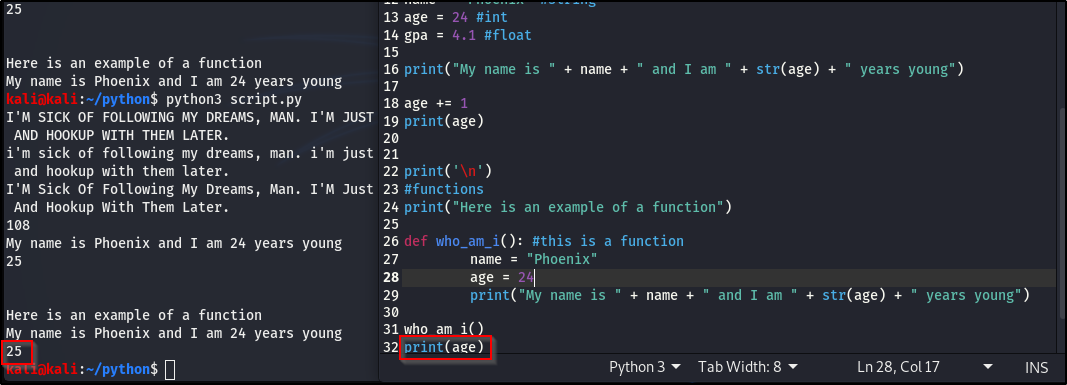 25
Here is an example of a function
My name is Phoenix and I am 24 years young
kali@kali:~/python$ python3 script.py
I'M SICK OF FOLLOWING MY DREAMS, MAN. I'M JUST
 AND HOOKUP WITH THEM LATER.
i'm sick of following my dreams, man. i'm just
 and hookup with them later.
I'M Sick Of Following My Dreams, Man. I'M Just
 And Hookup With Them Later.
108
My name is Phoenix and I am 24 years young
25
Here is an example of a function
My name is Phoenix and I am 24 years young
25
kali@kali:~/python$
12 name = "Phoenix" #string
13 age = 24 #int
14 gpa = 4.1 #float
15
16 print("My name is " + name + " and I am " + str(age) + " years young")
17
18 age += 1
19 print(age)
20
21
22 print('\n')
23 #functions
24 print("Here is an example of a function")
25
26 def who_am_i(): #this is a function
27         name = "Phoenix"
28         age = 24
29         print("My name is " + name + " and I am " + str(age) + " years young")
30
31 who_am_i()
32 print(age)
Python 3 Tab Width: 8 Ln 28, Col 17 INS